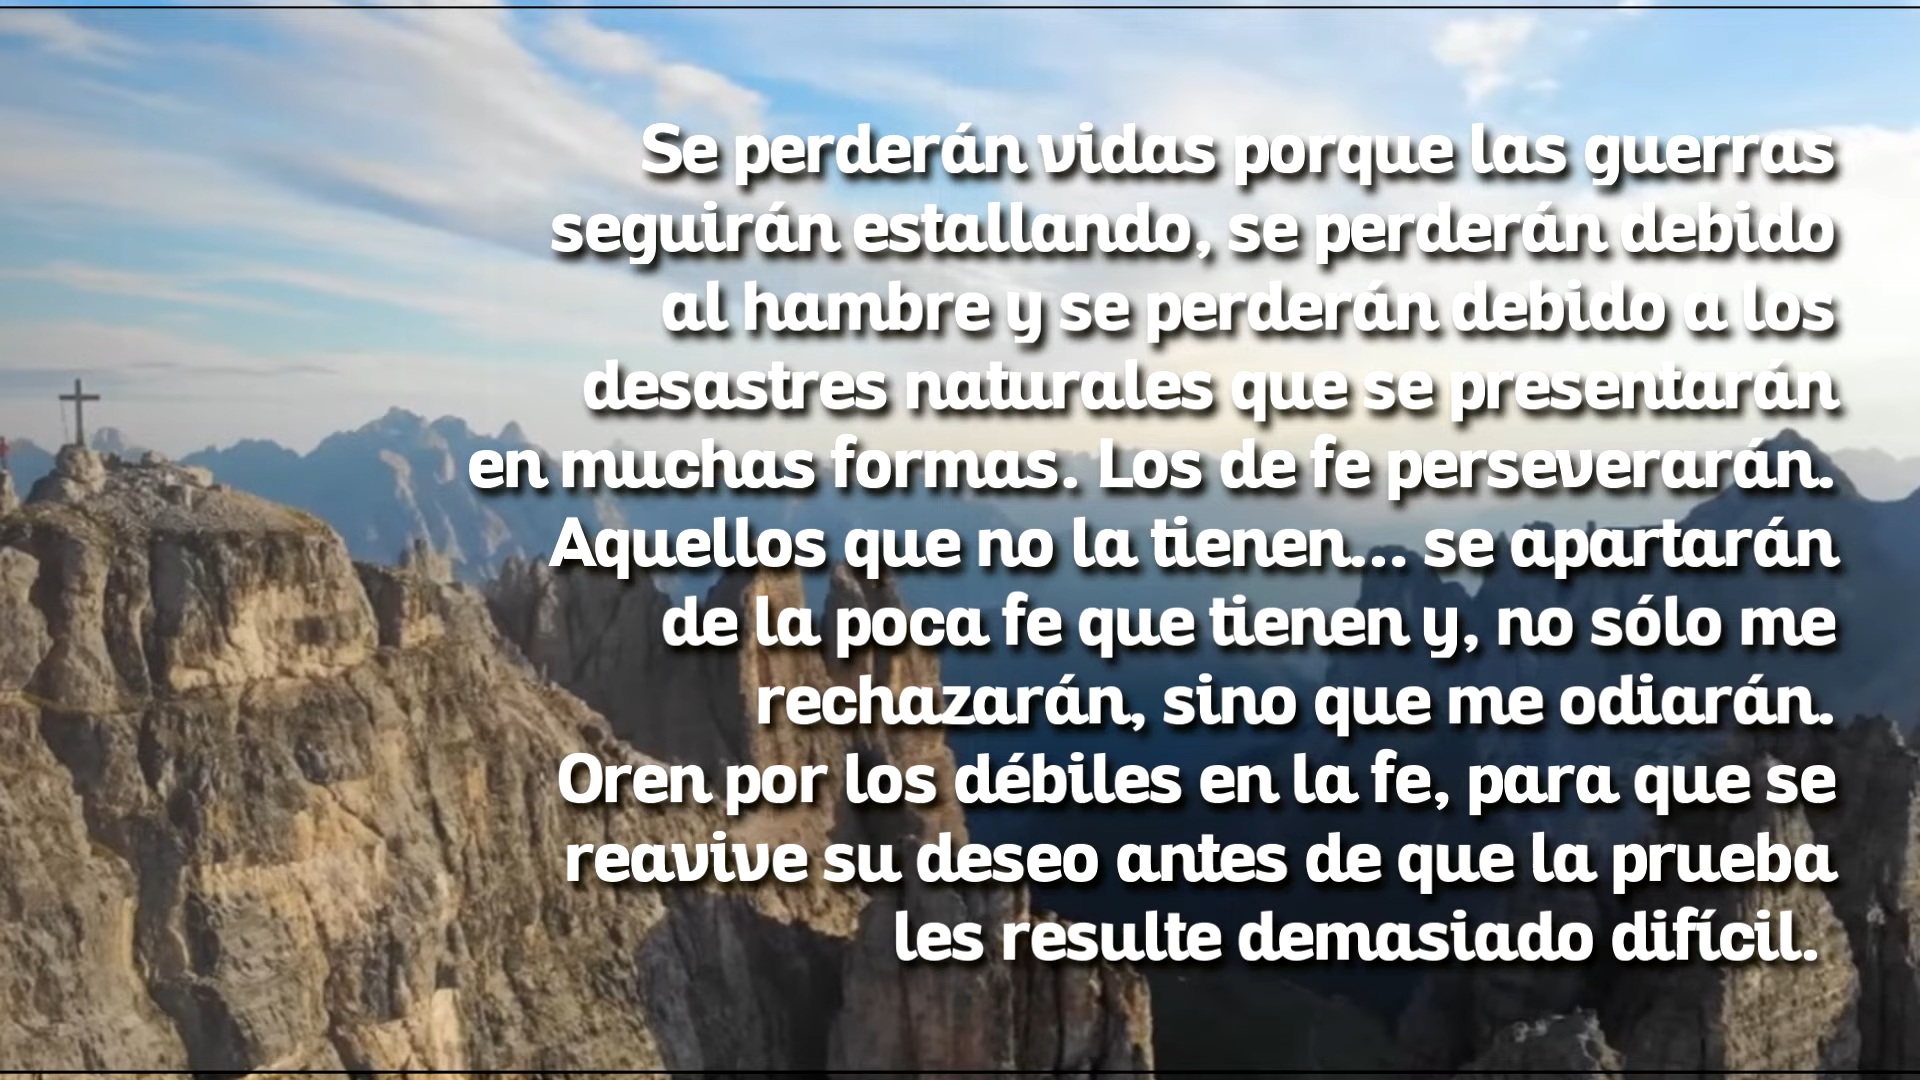 Se perderán vidas porque las guerras
seguirán estallando, se perderán debido
al hambre y se perderán debido a los
desastres naturales que se presentarán
en muchas formas. Los de fe perseverarán.
Aquellos que no la tienen... se apartarán
de la poca fe que tienen y, no sólo me
rechazarán, sino que me odiarán.
Oren por los débiles en la fe, para que se
reavive su deseo antes de que la prueba
les resulte demasiado difícil.